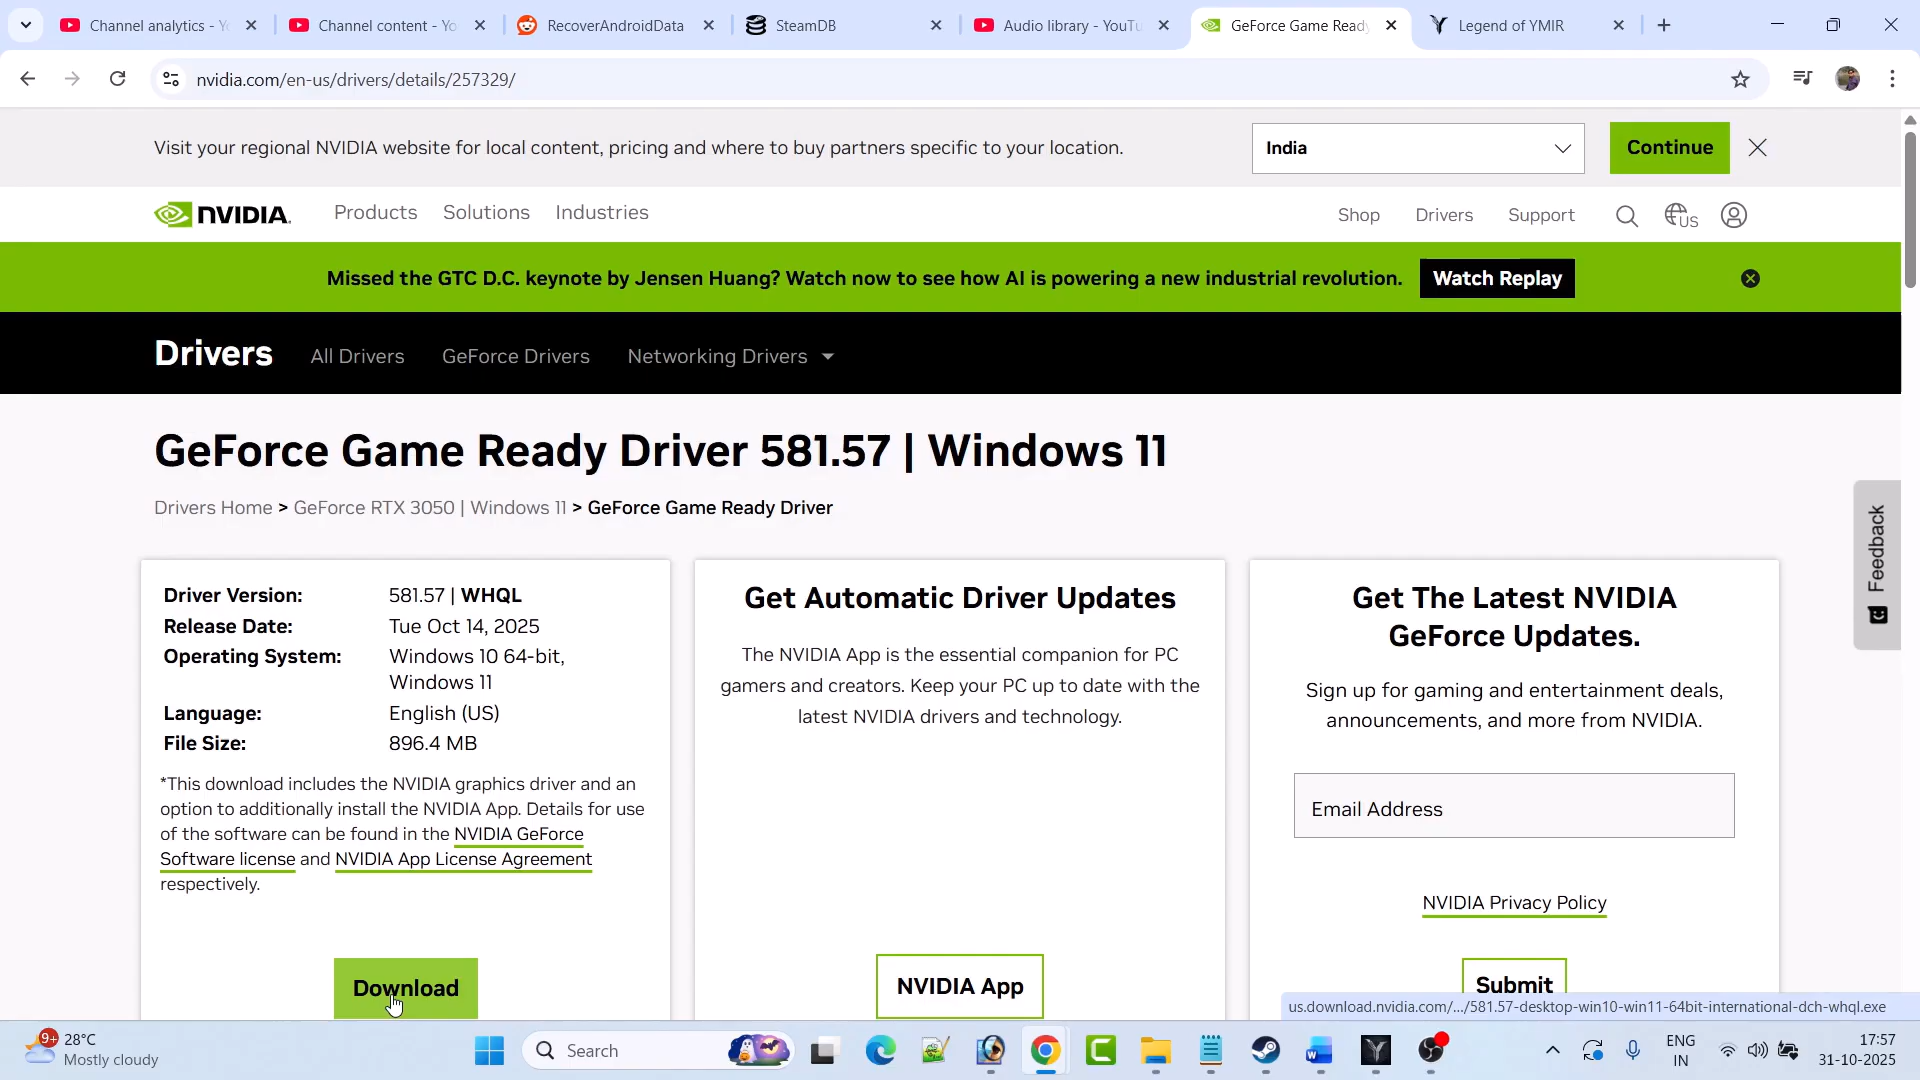 Channel analytics - Yo
Channel content - Yo
RecoverAndroidData
SteamDB
Audio library - YouTu
GeForce Game Ready
Legend of YMIR
nvidia.com/en-us/drivers/details/257329/
Visit your regional NVIDIA website for local content, pricing and where to buy partners specific to your location.
India
Continue
NVIDIA.
Products
Solutions
Industries
Shop
Drivers
Support
US
Missed the GTC D.C. keynote by Jensen Huang? Watch now to see how AI is powering a new industrial revolution.
Watch Replay
Drivers
All Drivers
GeForce Drivers
Networking Drivers
GeForce Game Ready Driver 581.57 | Windows 11
Drivers Home > GeForce RTX 3050 | Windows 11 > GeForce Game Ready Driver
Feedback
Driver Version: 581.57 | WHQL
Release Date: Tue Oct 14, 2025
Operating System: Windows 10 64-bit,
Windows 11
Language: English (US)
File Size: 896.4 MB
*This download includes the NVIDIA graphics driver and an
option to additionally install the NVIDIA App. Details for use
of the software can be found in the NVIDIA GeForce
Software license and NVIDIA App License Agreement
respectively.
Download
Get Automatic Driver Updates
The NVIDIA App is the essential companion for PC
gamers and creators. Keep your PC up to date with the
latest NVIDIA drivers and technology.
NVIDIA App
Get The Latest NVIDIA
GeForce Updates.
Sign up for gaming and entertainment deals,
announcements, and more from NVIDIA.
Email Address
NVIDIA Privacy Policy
Submit
us.download.nvidia.com/.../581.57-desktop-win10-win11-64bit-international-dch-whql.exe
9+
28°C
Mostly cloudy
Search
ENG
IN
17:57
31-10-2025